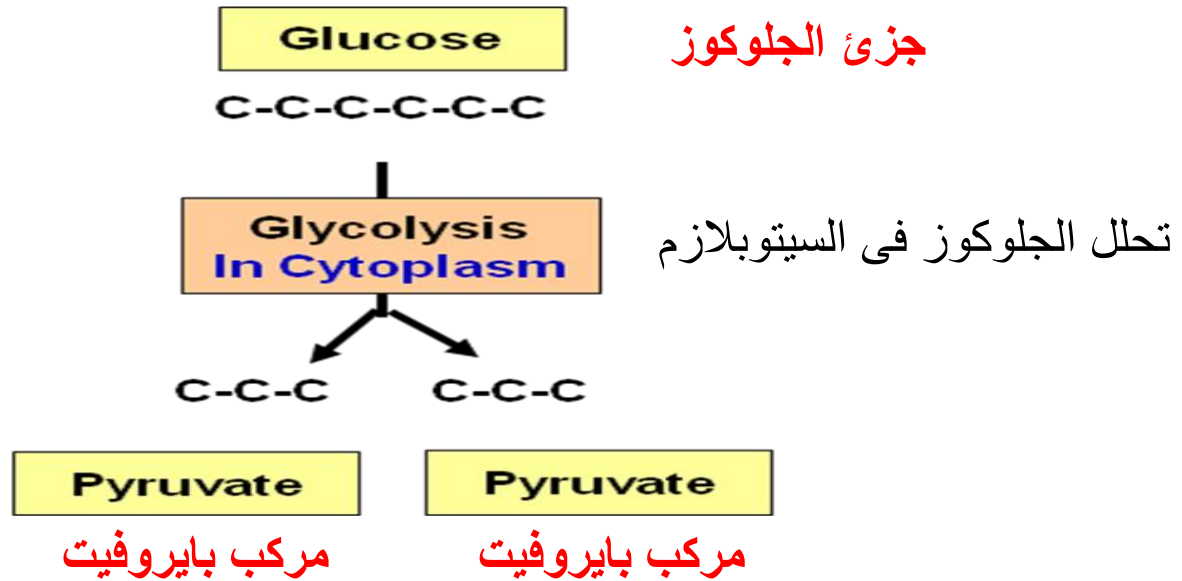 Glucose
جزئ الجلوكوز
C-C-C-C-C-C
Glycolysis
In Cytoplasm
تحلل الجلوكوز فى السيتوبلازم
C-C-C
C-C-C
Pyruvate
Pyruvate
مركب بايروفيت
مركب بايروفيت